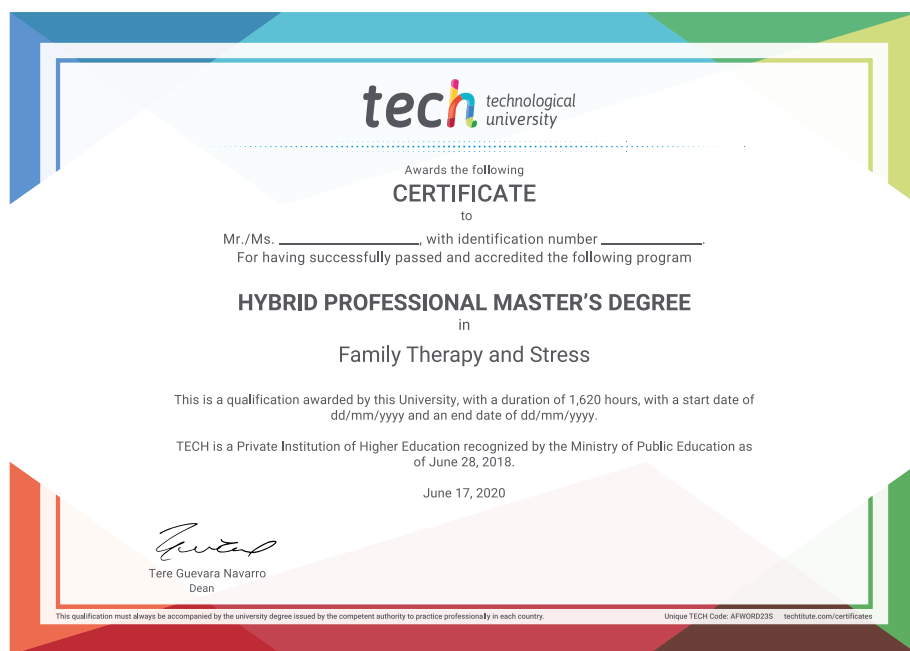 tech technological
university
Awards the following
CERTIFICATE
to
Mr./Ms. ________________, with identification number ____________.
For having successfully passed and accredited the following program
HYBRID PROFESSIONAL MASTER'S DEGREE
in
Family Therapy and Stress
This is a qualification awarded by this University, with a duration of 1,620 hours, with a start date of
dd/mm/yyyy and an end date of dd/mm/yyyy.
TECH is a Private Institution of Higher Education recognized by the Ministry of Public Education as
of June 28, 2018.
June 17, 2020
Tere Guevara Navarro
Dean
This qualification must always be accompanied by the university degree issued by the competent authority to practice professionally in each country.
Unique TECH Code: AFWORD23S techtitute.com/certificates